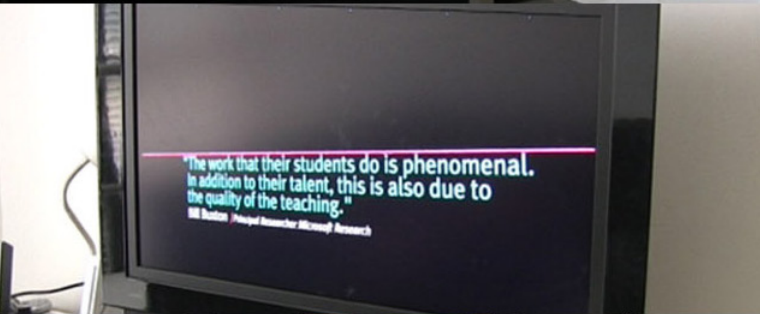 "The work that their students do is phenomenal.
In addition to their talent, this is also due to
the quality of the teaching."
Bill Buxton / Principal Researcher Microsoft Research